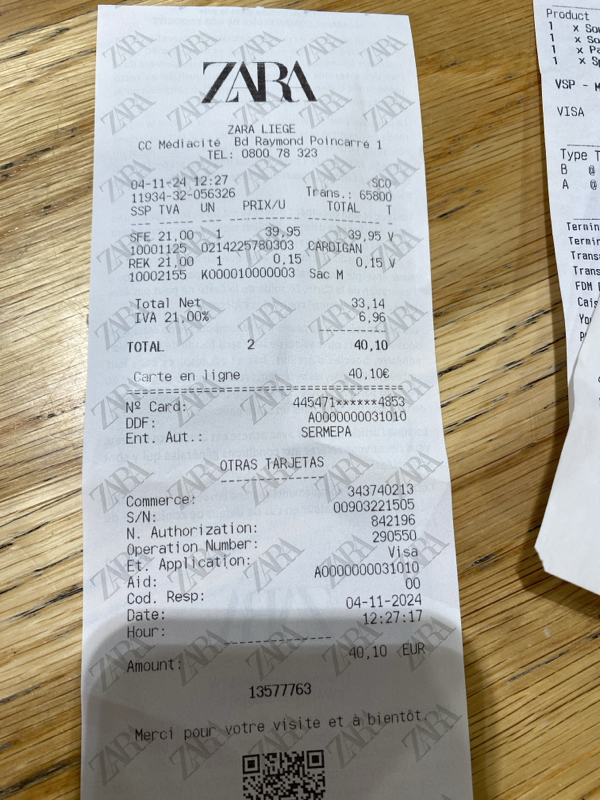 ZARA
ZARA LIEGE
CC Médiacité Bd Raymond Poincarré 1
TEL: 0800 78 323
04-11-24 12:27 SCO
11934-32-056326 Trans.: 65800
SSP TVA UN PRIX/U TOTAL T
SFE 21,00 1 39,95 39,95 V
10001125 0214225780303 CARDIGAN
REK 21,00 1 0,15 0,15 V
10002155 K000010000003 Sac M
Total Net 33,14
IVA 21,00% 6,96
TOTAL 2 40,10
Carte en ligne 40,10€
Nº Card: 445471******4853
DDF: A0000000031010
Ent. Aut.: SERMEPA
OTRAS TARJETAS
Commerce: 343740213
S/N: 00903221505
N. Authorization: 842196
Operation Number: 290550
Et. Application: Visa
Aid: A0000000031010
Cod. Resp: 00
Date: 04-11-2024
Hour: 12:27:17
Amount: 40,10 EUR
13577763
Merci pour votre visite et à bientôt.
Product
1 x
1 x
1 x
1 x
VSP -
VISA
Type
B @
A @